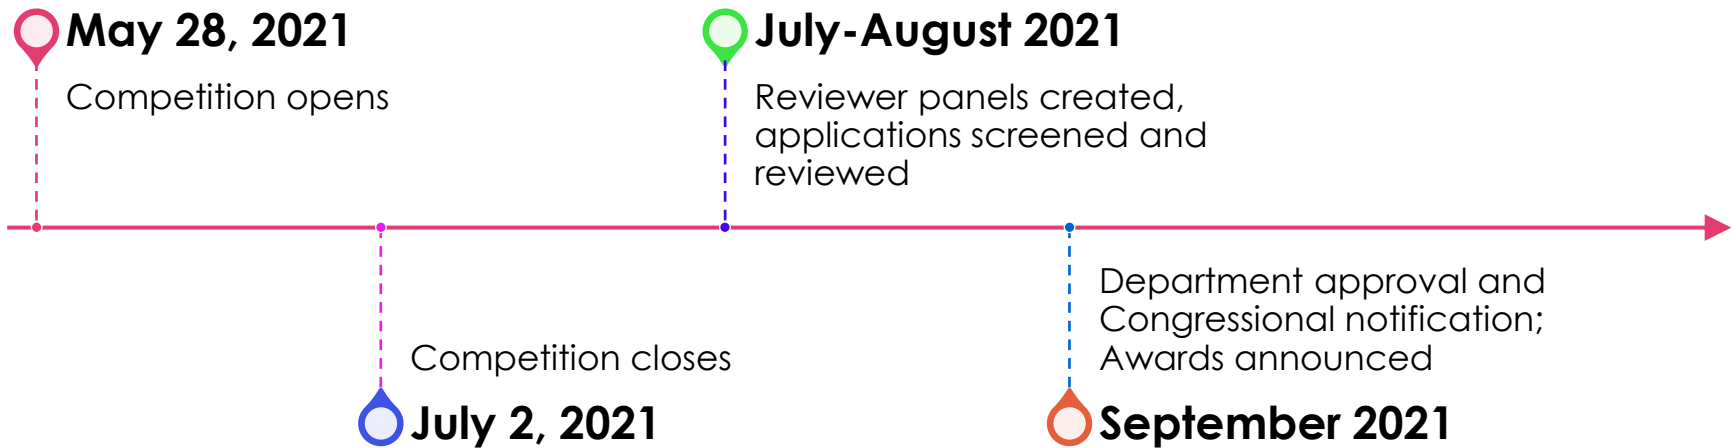 May 28, 2021
Competition opens
Competition closes
July 2, 2021
July-August 2021
Reviewer panels created,
applications screened and
reviewed
Department approval and
Congressional notification;
Awards announced
September 2021